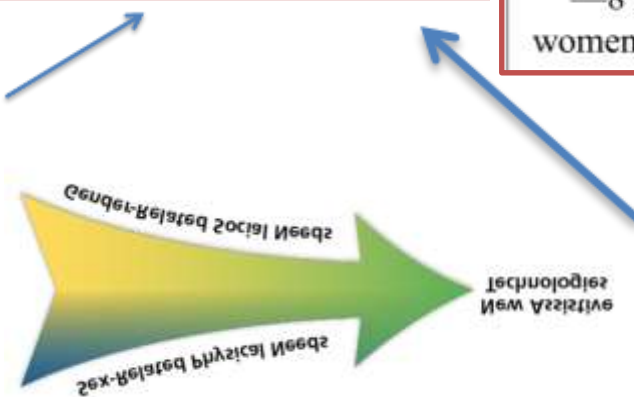 women
Gender-Related Social Needs
New Assistive
Technologies
Sex-Related Physical Needs